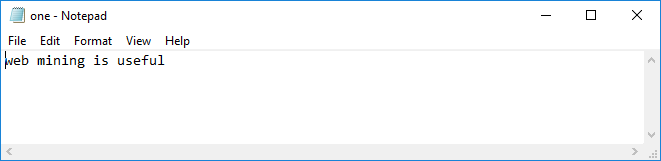 one - Notepad
File Edit Format View Help
web mining is useful